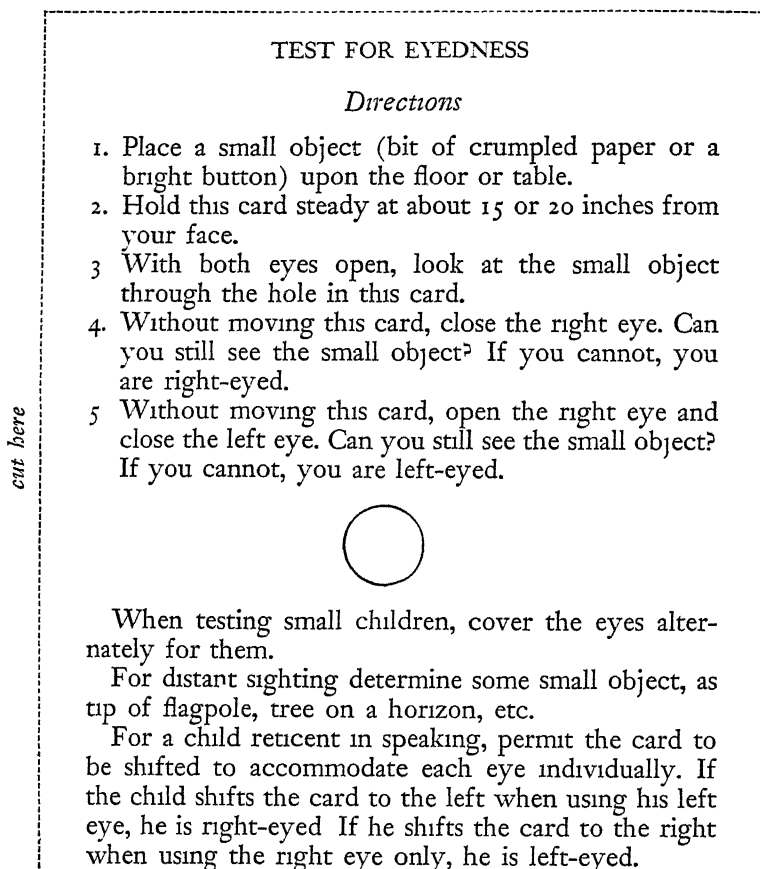 TEST FOR EYEDNESS
Directions
1. Place a small object (bit of crumpled paper or a
bright button) upon the floor or table.
2. Hold this card steady at about 15 or 20 inches from
your face.
3 With both eyes open, look at the small object
through the hole in this card.
4. Without moving this card, close the right eye. Can
you still see the small object? If you cannot, you
are right-eyed.
5 Without moving this card, open the right eye and
close the left eye. Can you still see the small object?
If you cannot, you are left-eyed.
cut here
When testing small children, cover the eyes alter-
nately for them.
For distant sighting determine some small object, as
tip of flagpole, tree on a horizon, etc.
For a child reticent in speaking, permit the card to
be shifted to accommodate each eye individually. If
the child shifts the card to the left when using his left
eye, he is right-eyed If he shifts the card to the right
when using the right eye only, he is left-eyed.